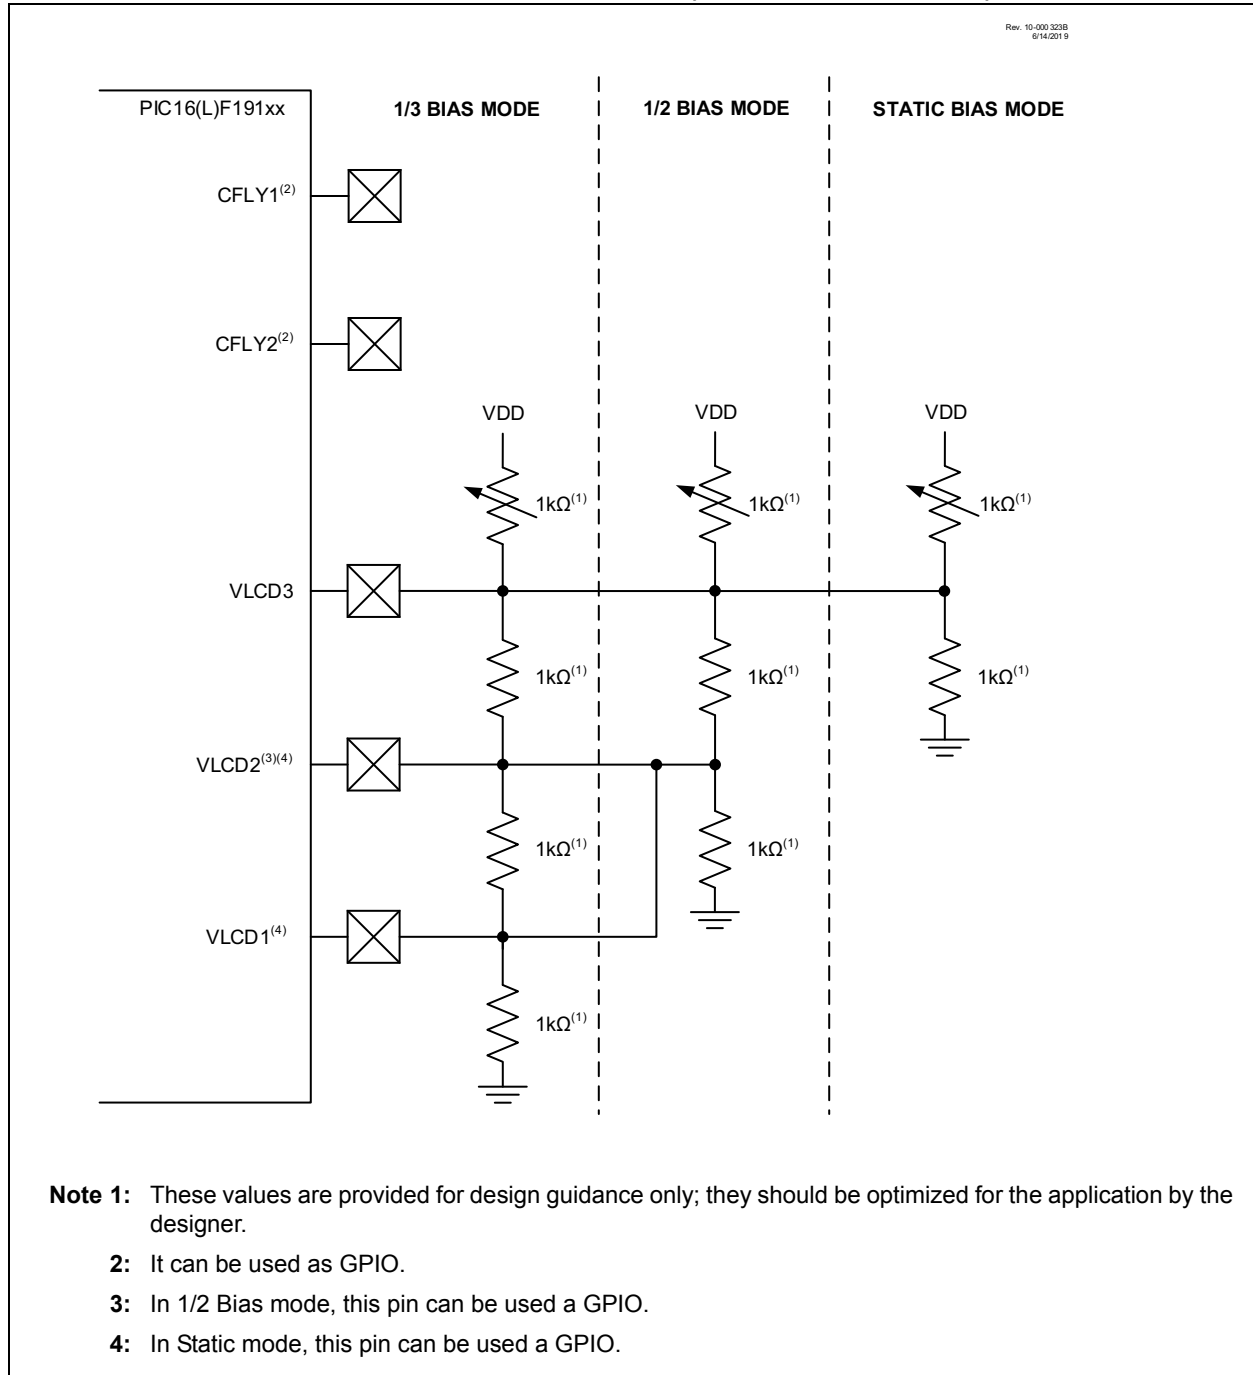 Rev. 10-000 323B
6/14/201 9
PIC16(L)F191xx
1/3 BIAS MODE
1/2 BIAS MODE
STATIC BIAS MODE
CFLY1(2)
CFLY2(2)
VDD
VDD
VDD
1kΩ(1)
1kΩ(1)
1kΩ(1)
VLCD3
1kΩ(1)
1kΩ(1)
1kΩ(1)
VLCD2(3)(4)
1kΩ(1)
1kΩ(1)
VLCD1(4)
1kΩ(1)
Note 1: These values are provided for design guidance only; they should be optimized for the application by the
designer.
2: It can be used as GPIO.
3: In 1/2 Bias mode, this pin can be used a GPIO.
4: In Static mode, this pin can be used a GPIO.